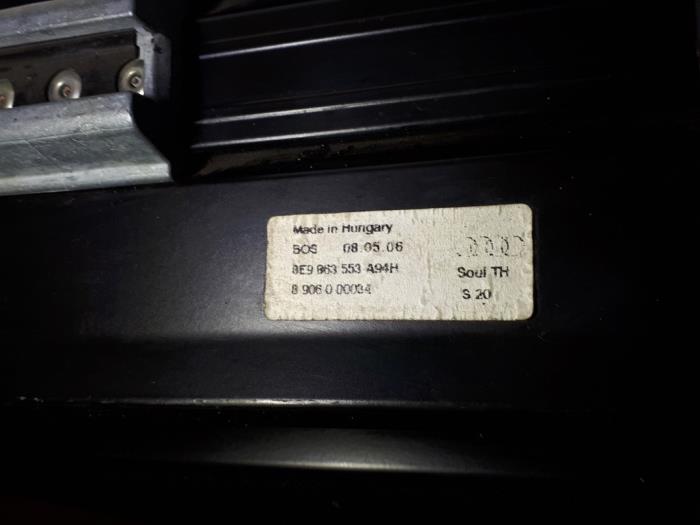 Made in Hungary
BOS 08.05.06
8E9 863 553 A94H Soul TH
8 906 0 00034 S 20